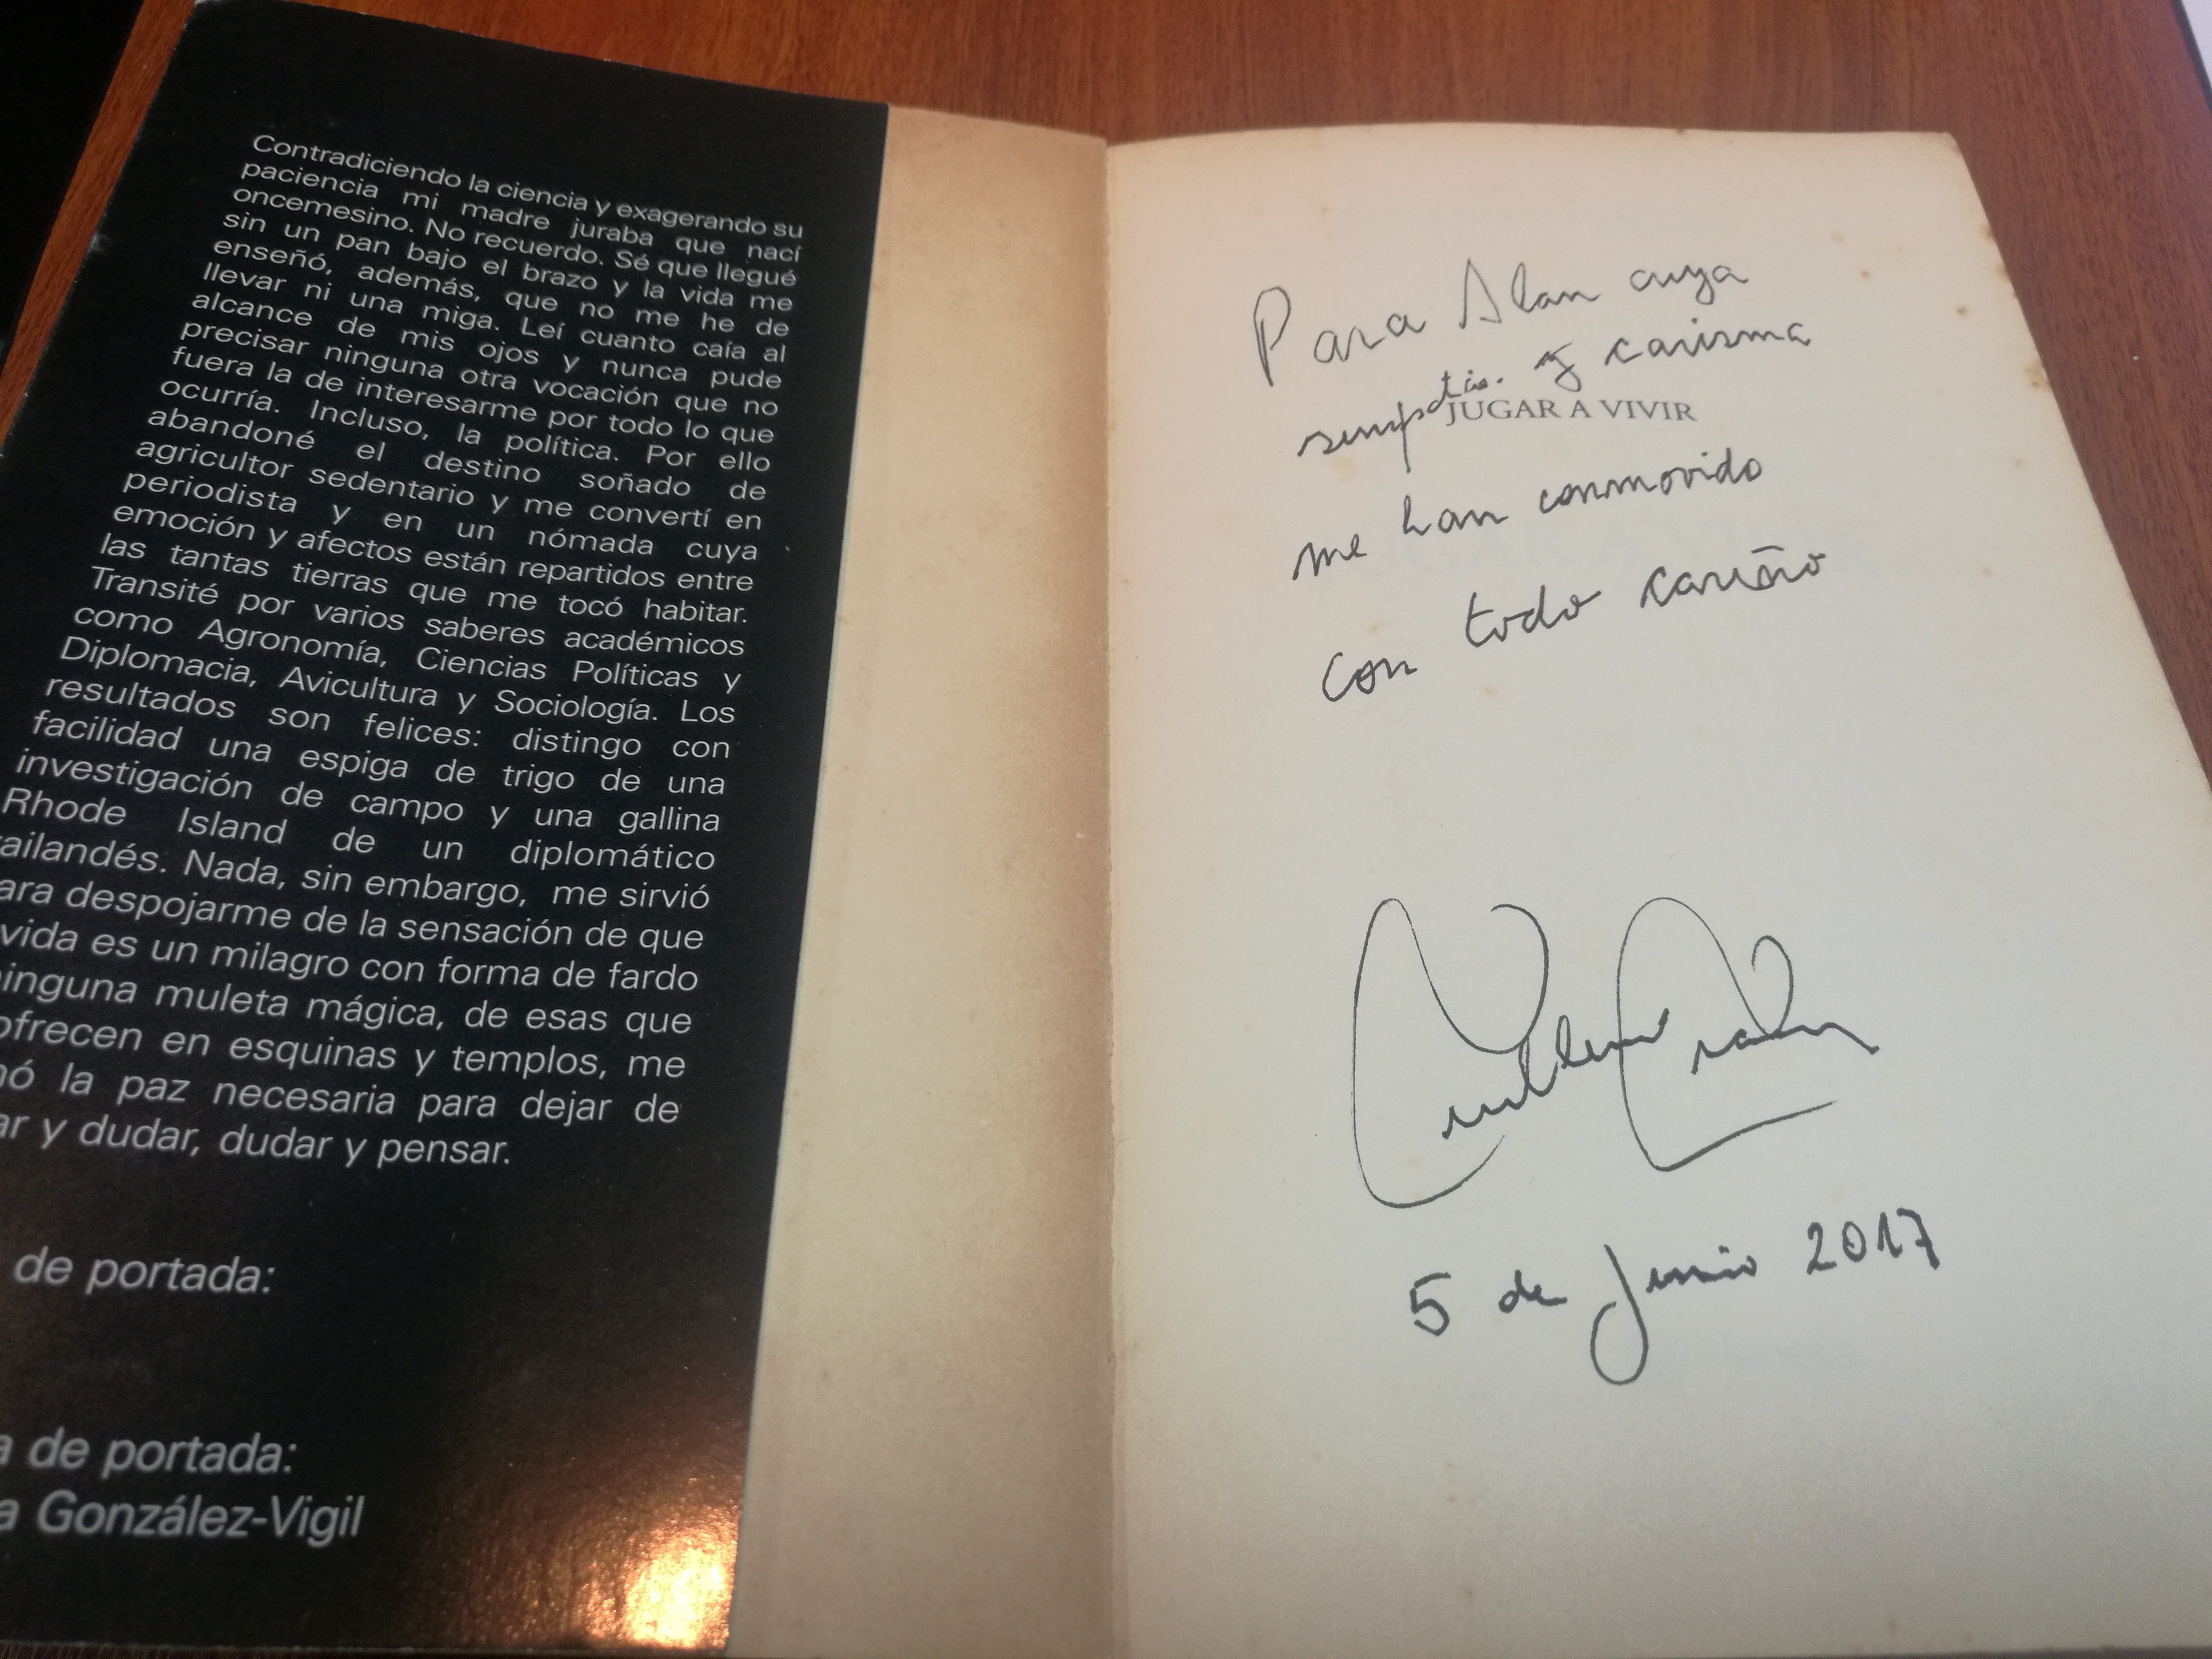 Contradiciendo la ciencia y exagerando su
paciencia mi madre juraba que nací
oncemesino. No recuerdo. Sé que llegué
sin un pan bajo el brazo y la vida me
enseñó, además, que no me he de
llevar ni una miga. Leí cuanto caía al
alcance de mis ojos y nunca pude
precisar ninguna otra vocación que no
fuera la de interesarme por todo lo que
ocurría. Incluso, la política. Por ello
abandoné el destino soñado de
agricultor sedentario y me convertí en
periodista y en un nómada cuya
emoción y afectos están repartidos entre
las tantas tierras que me tocó habitar.
Transité por varios saberes académicos
como Agronomía, Ciencias Políticas y
Diplomacia, Avicultura y Sociología. Los
resultados son felices: distingo con
facilidad una espiga de trigo de una
investigación de campo y una gallina
Rhode Island de un diplomático
ailandés. Nada, sin embargo, me sirvió
ara despojarme de la sensación de que
vida es un milagro con forma de fardo
inguna muleta mágica, de esas que
ofrecen en esquinas y templos, me
ó la paz necesaria para dejar de
ar y dudar, dudar y pensar.
de portada:
a de portada:
a González-Vigil
Para Alan cuya
simpatía y carisma
JUGAR A VIVIR
me han conmovido
con todo cariño
5 de Junio 2017